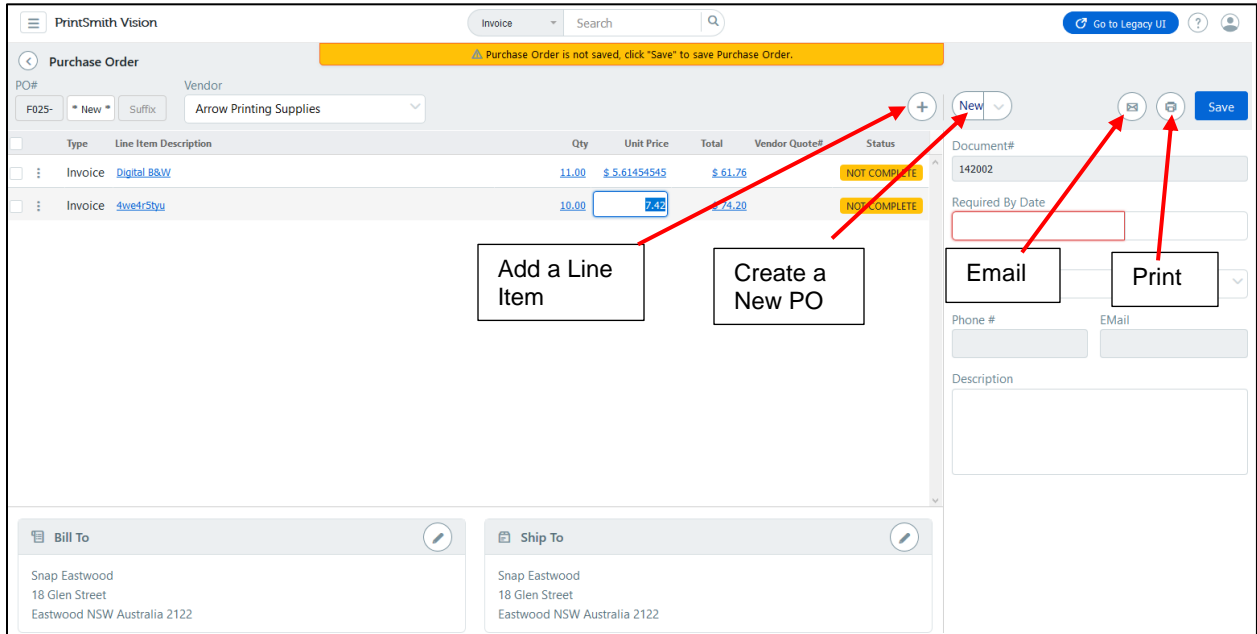 PrintSmith Vision
Invoice
Search
Go to Legacy UI
?
Purchase Order
Purchase Order is not saved, click "Save" to save Purchase Order.
PO#
Vendor
F025-
* New *
Suffix
Arrow Printing Supplies
New
Save
Type Line Item Description Qty Unit Price Total Vendor Quote# Status
Invoice Digital B&W 11.00 $ 5.61454545 $ 61.76 NOT COMPLETE
Invoice 4we4r5tyu 10.00 7.42 $ 74.20 NOT COMPLETE
Document#
142002
Required By Date
Add a Line
Item
Create a
New PO
Email
Print
Phone #
EMail
Description
Bill To
Snap Eastwood
18 Glen Street
Eastwood NSW Australia 2122
Ship To
Snap Eastwood
18 Glen Street
Eastwood NSW Australia 2122